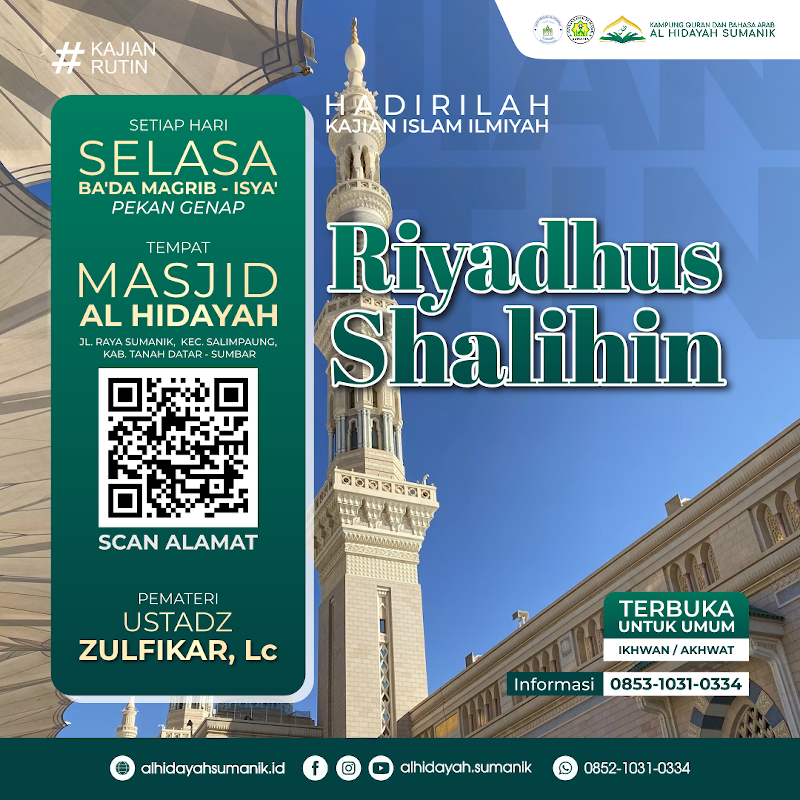 # KAJIAN
RUTIN
KAMPUNG QURAN DAN BAHASA ARAB
AL HIDAYAH SUMANIK
HADIRILAH
KAJIAN ISLAM ILMIYAH
SETIAP HARI
SELASA
BA'DA MAGRIB - ISYA'
PEKAN GENAP
TEMPAT
MASJID
AL HIDAYAH
JL. RAYA SUMANIK, KEC. SALIMPAUNG,
KAB. TANAH DATAR - SUMBAR
SCAN ALAMAT
PEMATERI
USTADZ
ZULFIKAR, Lc
Riyadhus
Shalihin
TERBUKA
UNTUK UMUM
IKHWAN / AKHWAT
Informasi 0853-1031-0334
alhidayahsumanik.id
alhidayah.sumanik
0852-1031-0334
KAJIAN
RUTIN